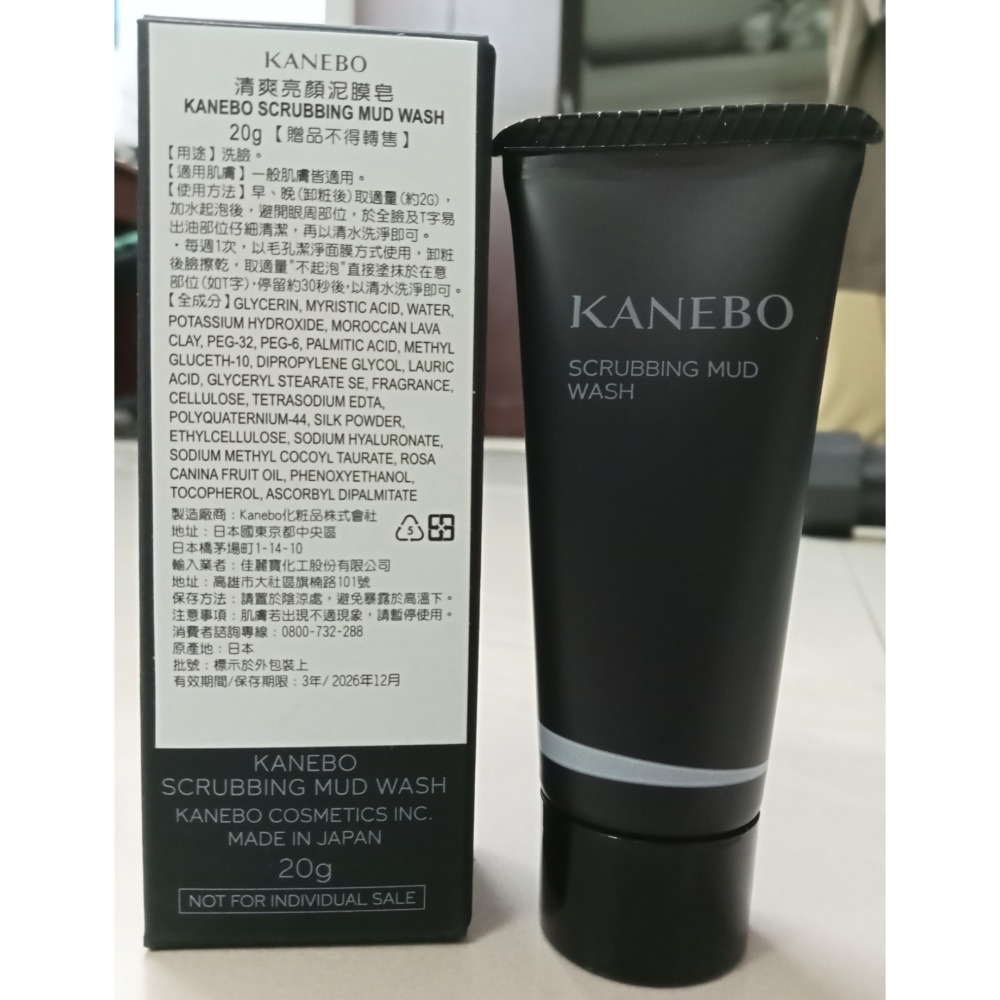 KANEBO
清爽亮顏泥膜皂
KANEBO SCRUBBING MUD WASH
20g【贈品不得轉售】
【用途】洗臉。
【適用肌膚】一般肌膚皆適用。
【使用方法】早、晚(卸粧後)取適量(約2G)，
加水起泡後，避開眼周部位，於全臉及T字易
出油部位仔細清潔，再以清水洗淨即可。
・每週1次，以毛孔潔淨面膜方式使用，卸粧
後臉擦乾，取適量"不起泡"直接塗抹於在意
部位(如T字)，停留約30秒後，以清水洗淨即可。
【全成分】GLYCERIN, MYRISTIC ACID, WATER,
POTASSIUM HYDROXIDE, MOROCCAN LAVA
CLAY, PEG-32, PEG-6, PALMITIC ACID, METHYL
GLUCETH-10, DIPROPYLENE GLYCOL, LAURIC
ACID, GLYCERYL STEARATE SE, FRAGRANCE,
CELLULOSE, TETRASODIUM EDTA,
POLYQUATERNIUM-44, SILK POWDER,
ETHYLCELLULOSE, SODIUM HYALURONATE,
SODIUM METHYL COCOYL TAURATE, ROSA
CANINA FRUIT OIL, PHENOXYETHANOL,
TOCOPHEROL, ASCORBYL DIPALMITATE
製造廠商：Kanebo化粧品株式會社
地址：日本國東京都中央區
日本橋茅場町1-14-10
5
輸入業者：佳麗寶化工股份有限公司
地址：高雄市大社區旗楠路101號
保存方法：請置於陰涼處，避免暴露於高溫下。
注意事項：肌膚若出現不適現象，請暫停使用。
消費者諮詢專線：0800-732-288
原產地：日本
批號：標示於外包裝上
有效期間/保存期限：3年/ 2026年12月
KANEBO
SCRUBBING MUD WASH
KANEBO COSMETICS INC.
MADE IN JAPAN
20g
NOT FOR INDIVIDUAL SALE
KANEBO
SCRUBBING MUD
WASH